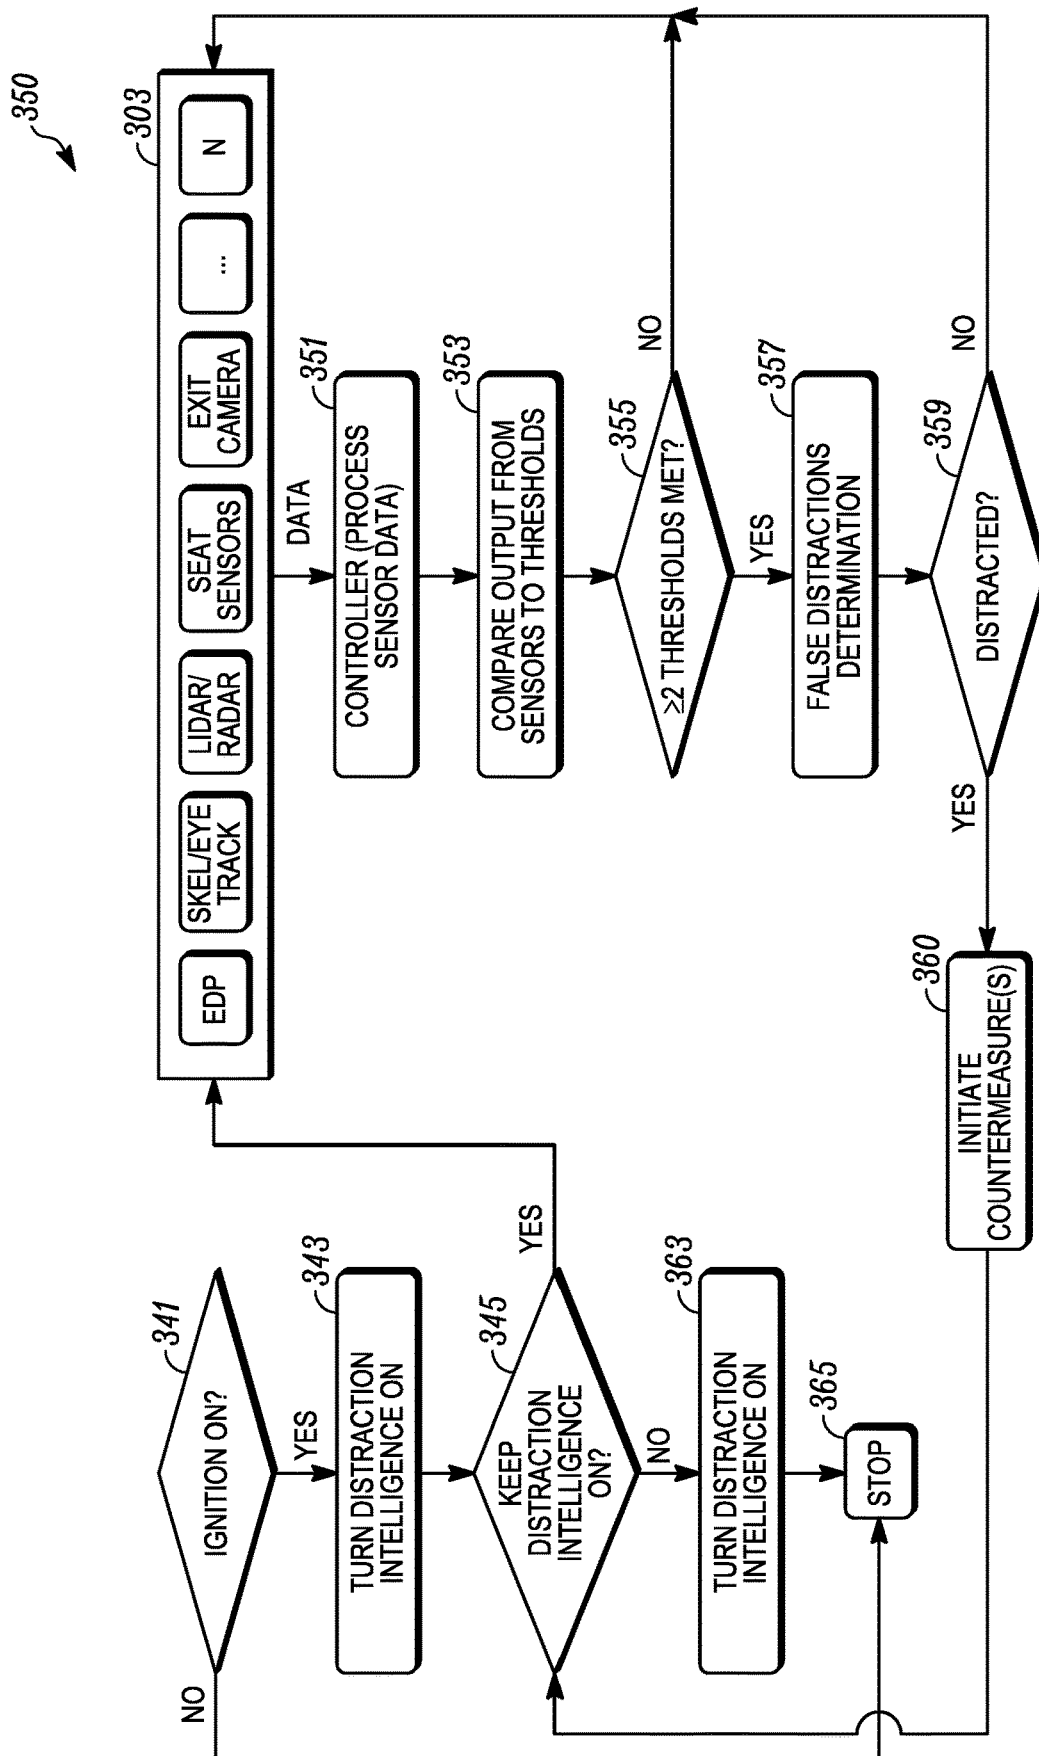 350
341
IGNITION ON?
NO
YES
343
TURN DISTRACTION
INTELLIGENCE ON
345
KEEP
DISTRACTION
INTELLIGENCE
ON?
YES
NO
363
TURN DISTRACTION
INTELLIGENCE ON
365
STOP
303
EDP
SKEL/EYE
TRACK
LIDAR/
RADAR
SEAT
SENSORS
EXIT
CAMERA
...
N
DATA
351
CONTROLLER (PROCESS
SENSOR DATA)
353
COMPARE OUTPUT FROM
SENSORS TO THRESHOLDS
355
≥2 THRESHOLDS MET?
NO
YES
357
FALSE DISTRACTIONS
DETERMINATION
359
DISTRACTED?
NO
YES
360
INITIATE
COUNTERMEASURE(S)